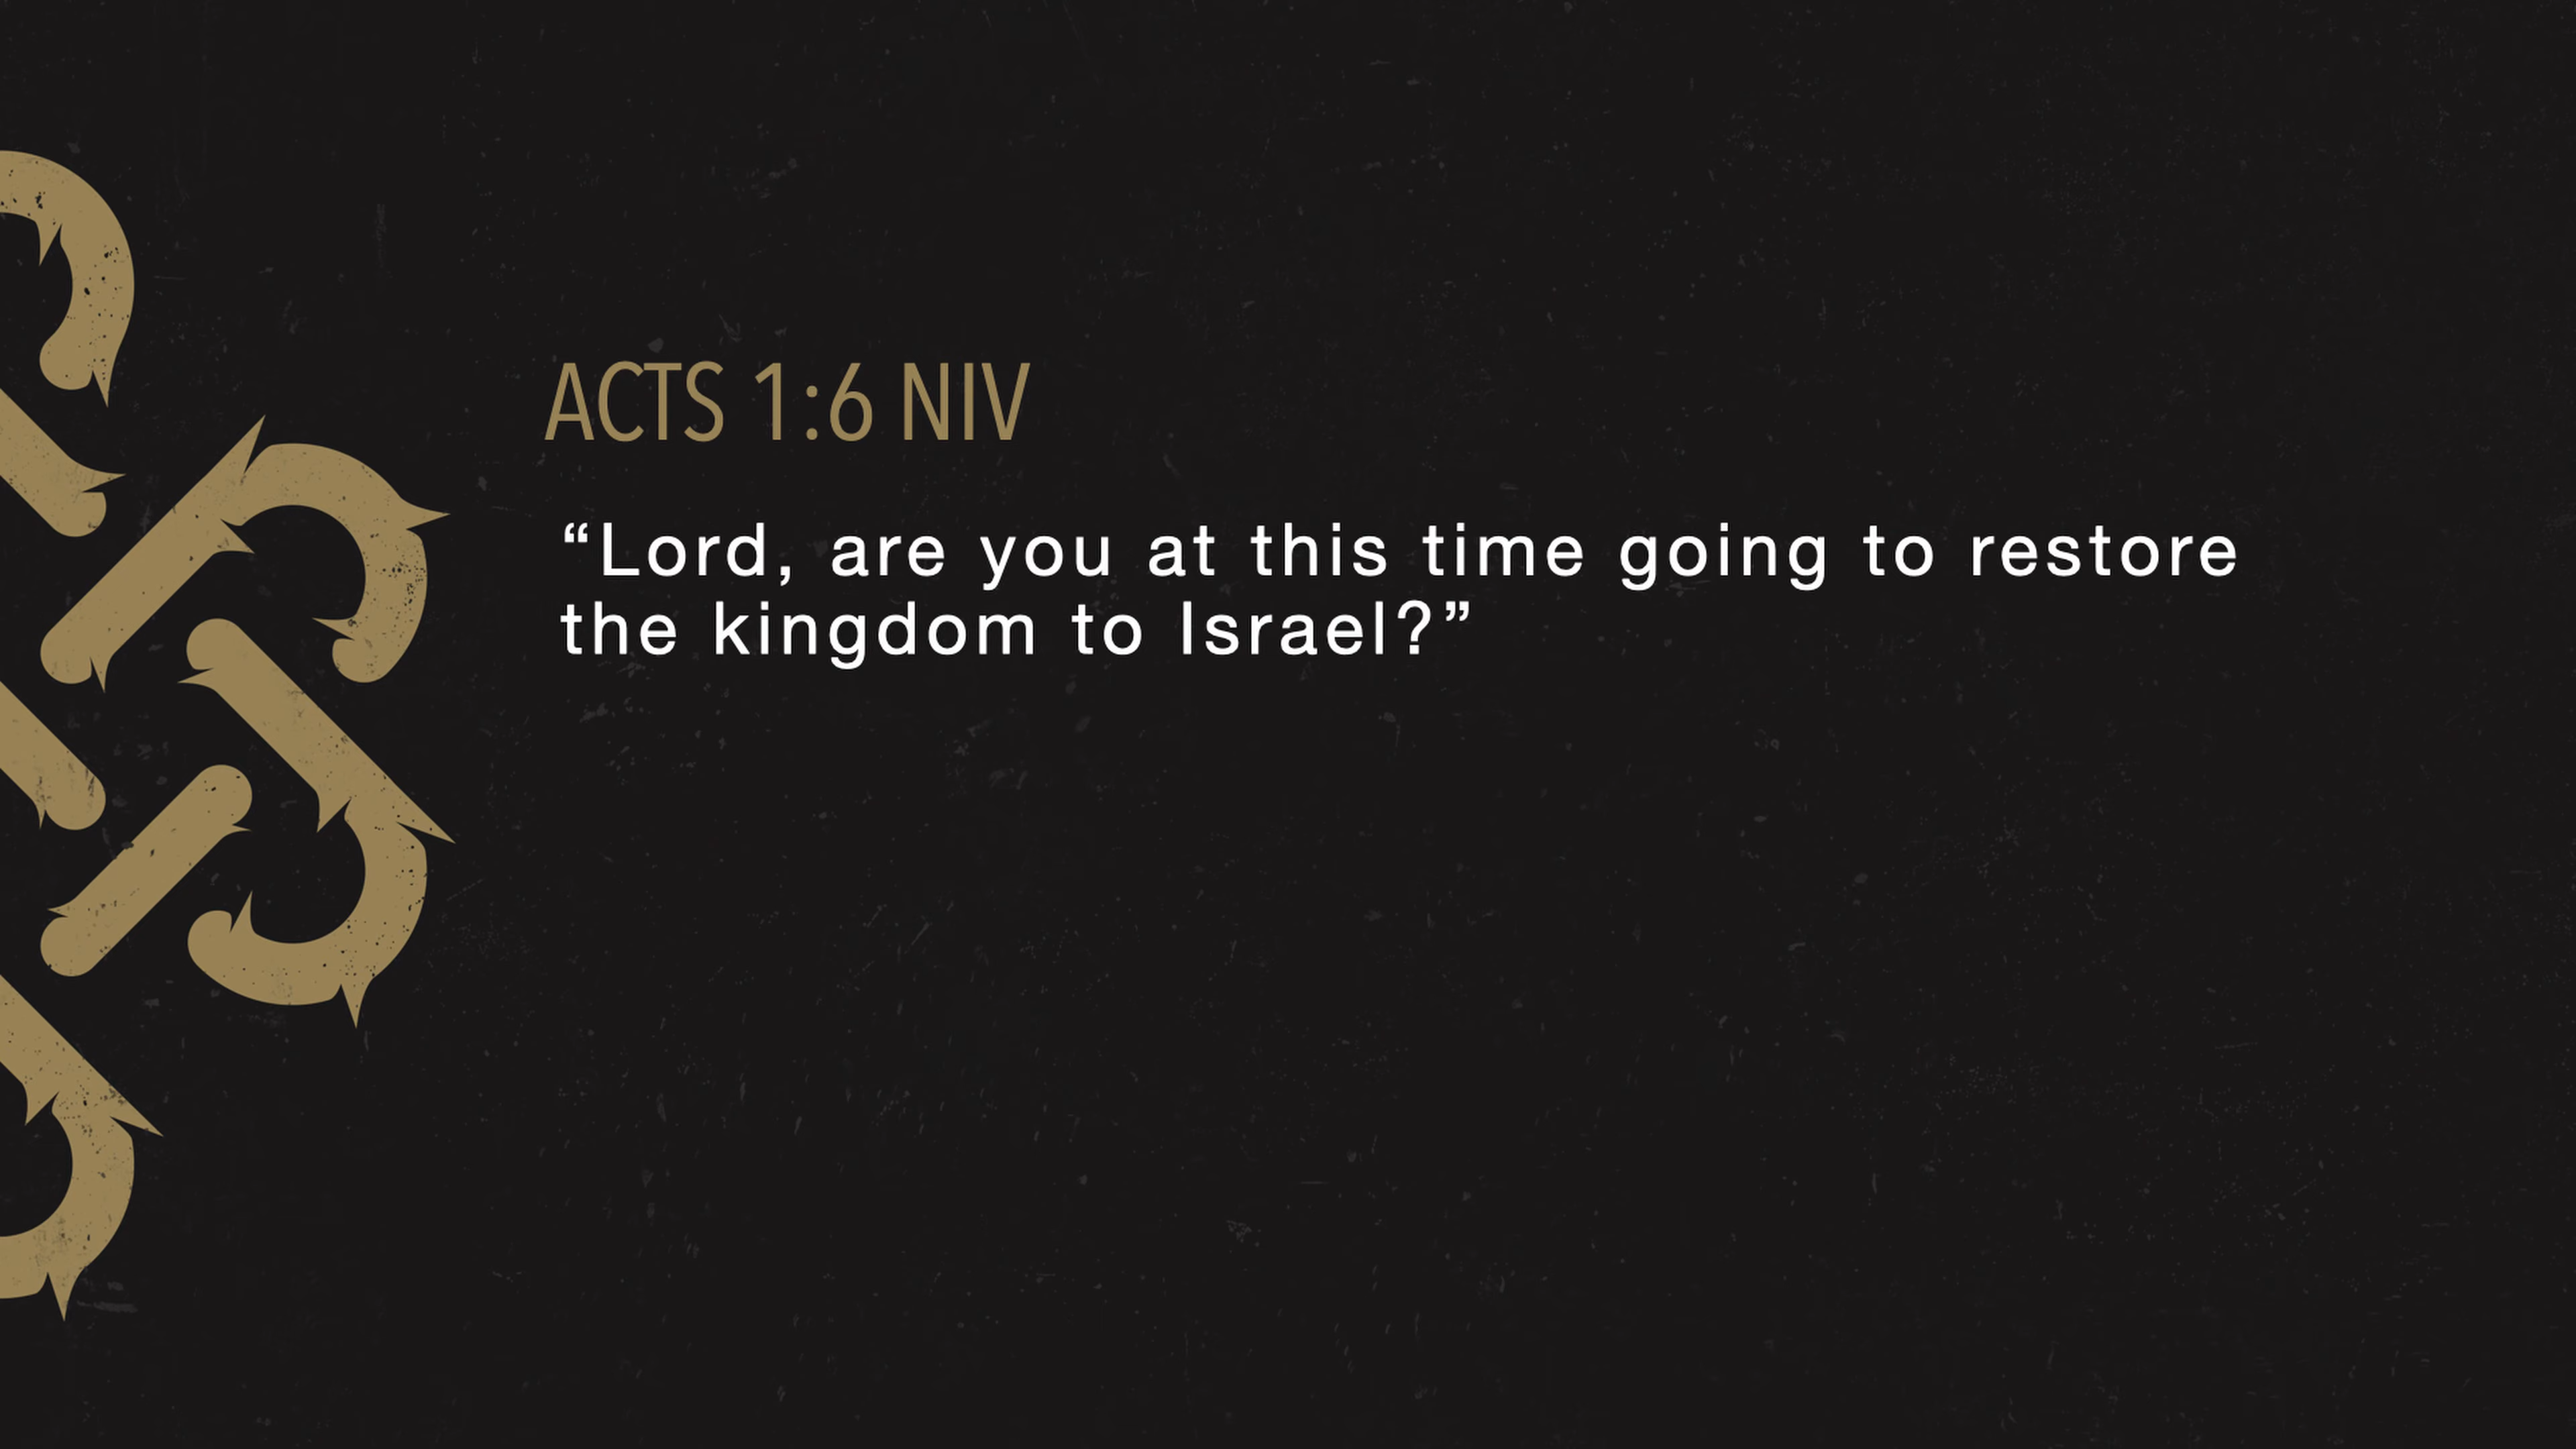 ACTS 1:6 NIV
“Lord, are you at this time going to restore
the kingdom to Israel?”